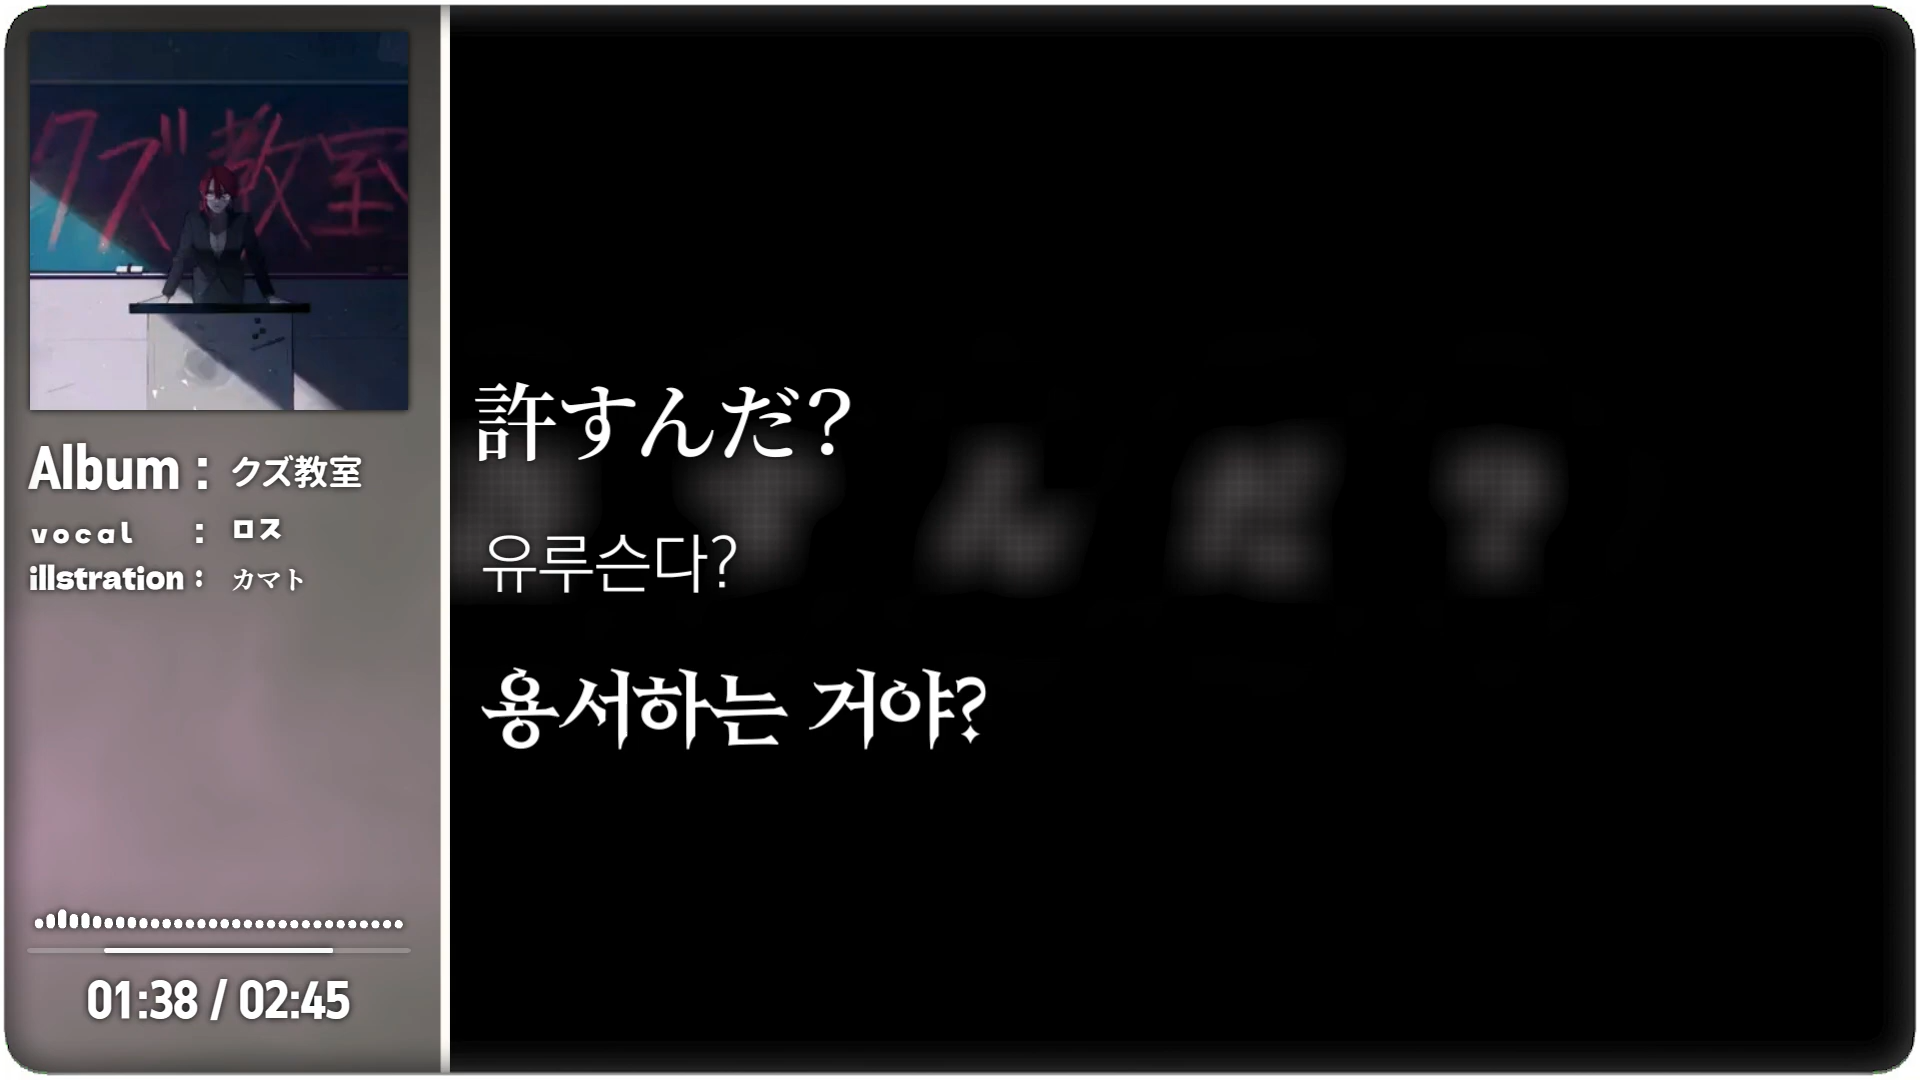 クズ教室
Album : クズ教室
vocal : ロス
illstration : カマト
01:38 / 02:45
許すんだ?
유루슨다?
용서하는 거야?